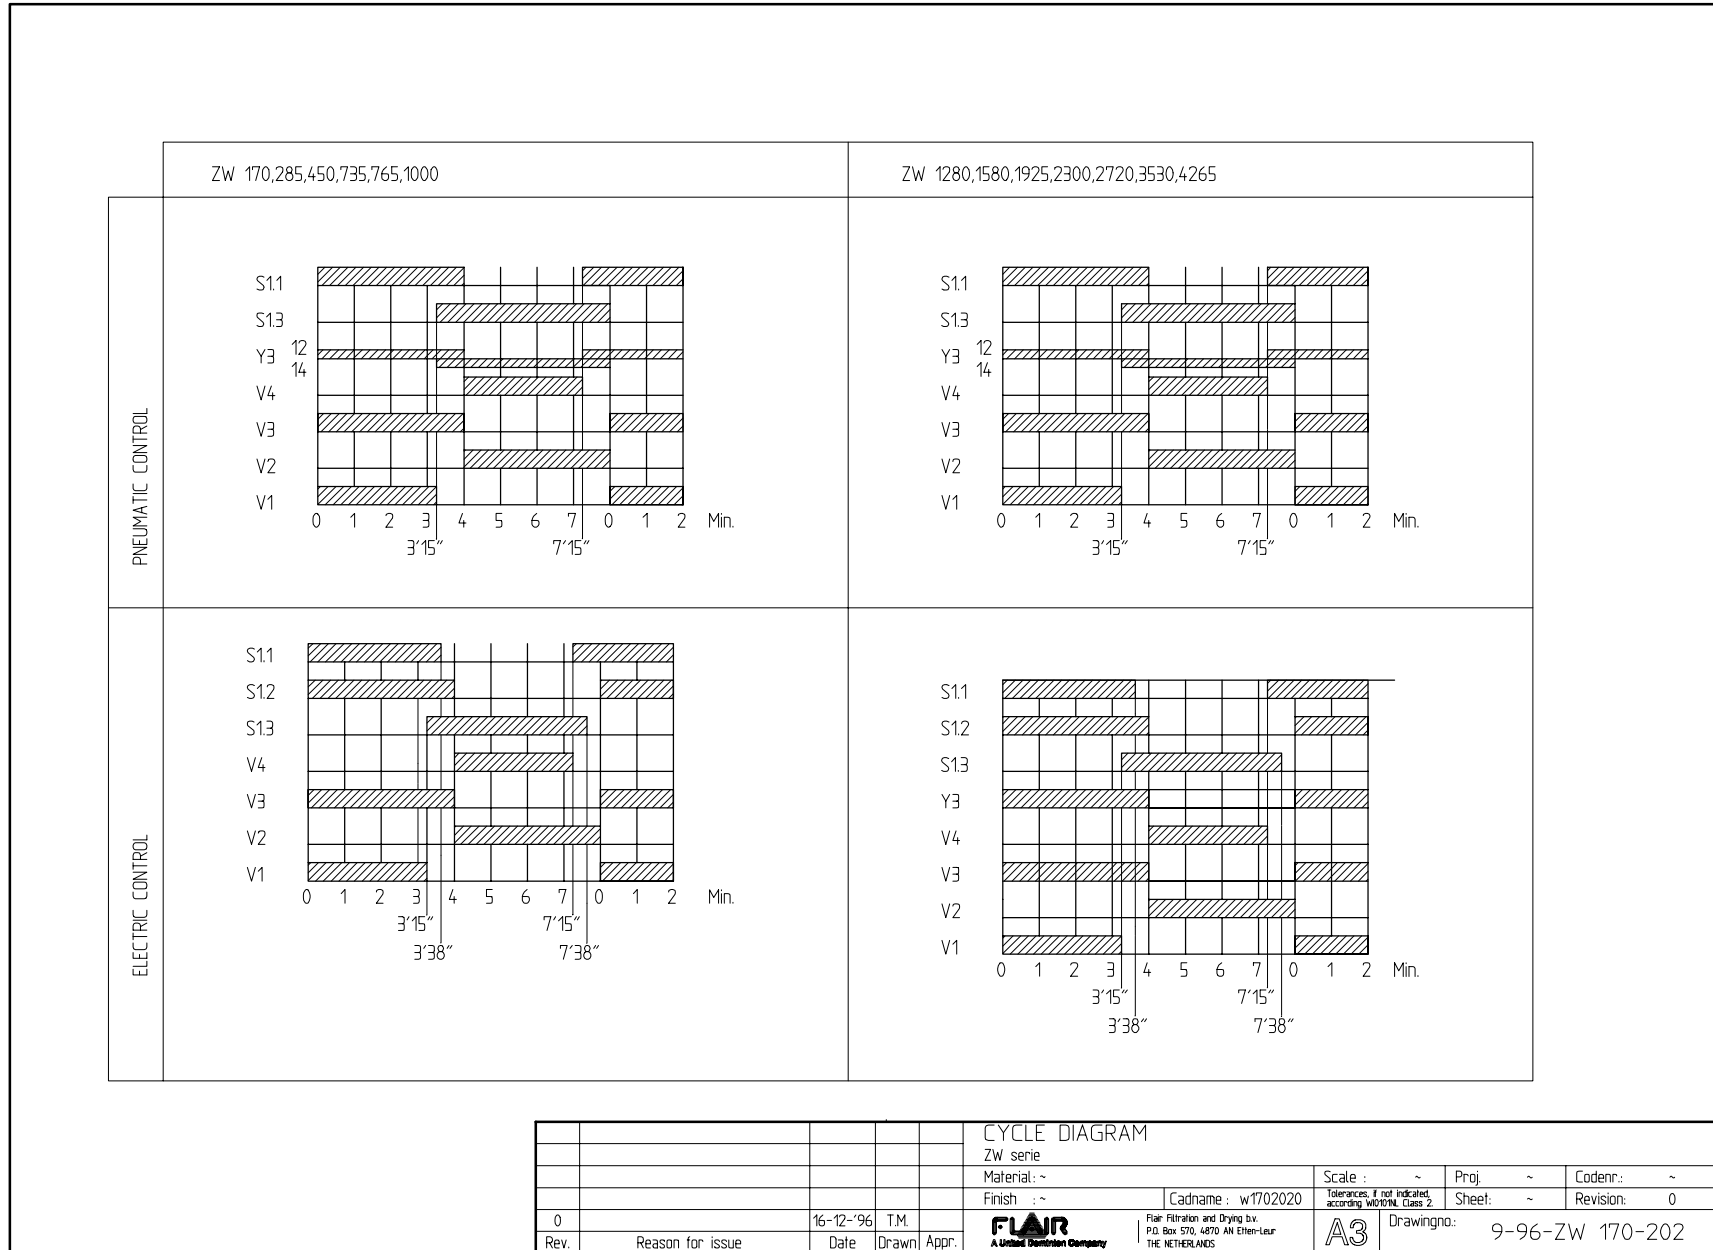 ZW 170,285,450,735,765,1000
ZW 1280,1580,1925,2300,2720,3530,4265
PNEUMATIC CONTROL
S1.1
S1.3
Y3 12
14
V4
V3
V2
V1
0 1 2 3 4 5 6 7 0 1 2 Min.
3'15" 7'15"
S1.1
S1.3
Y3 12
14
V4
V3
V2
V1
0 1 2 3 4 5 6 7 0 1 2 Min.
3'15" 7'15"
ELECTRIC CONTROL
S1.1
S1.2
S1.3
V4
V3
V2
V1
0 1 2 3 4 5 6 7 0 1 2 Min.
3'15" 7'15"
3'38" 7'38"
S1.1
S1.2
S1.3
Y3
V4
V3
V2
V1
0 1 2 3 4 5 6 7 0 1 2 Min.
3'15" 7'15"
3'38" 7'38"
CYCLE DIAGRAM
ZW serie
Material : ~
Scale : ~
Proj. ~
Codenr.: ~
Finish : ~
Cadname : w1702020
Tolerances, if not indicated,
according WI0101NL Class 2.
Sheet: ~
Revision: 0
0 16-12-'96 T.M.
Rev. Reason for issue Date Drawn Appr.
FLAIR
A United Dominion Company
Flair Filtration and Drying b.v.
P.O. Box 570, 4870 AN Etten-Leur
THE NETHERLANDS
A3
Drawingno.: 9-96-ZW 170-202